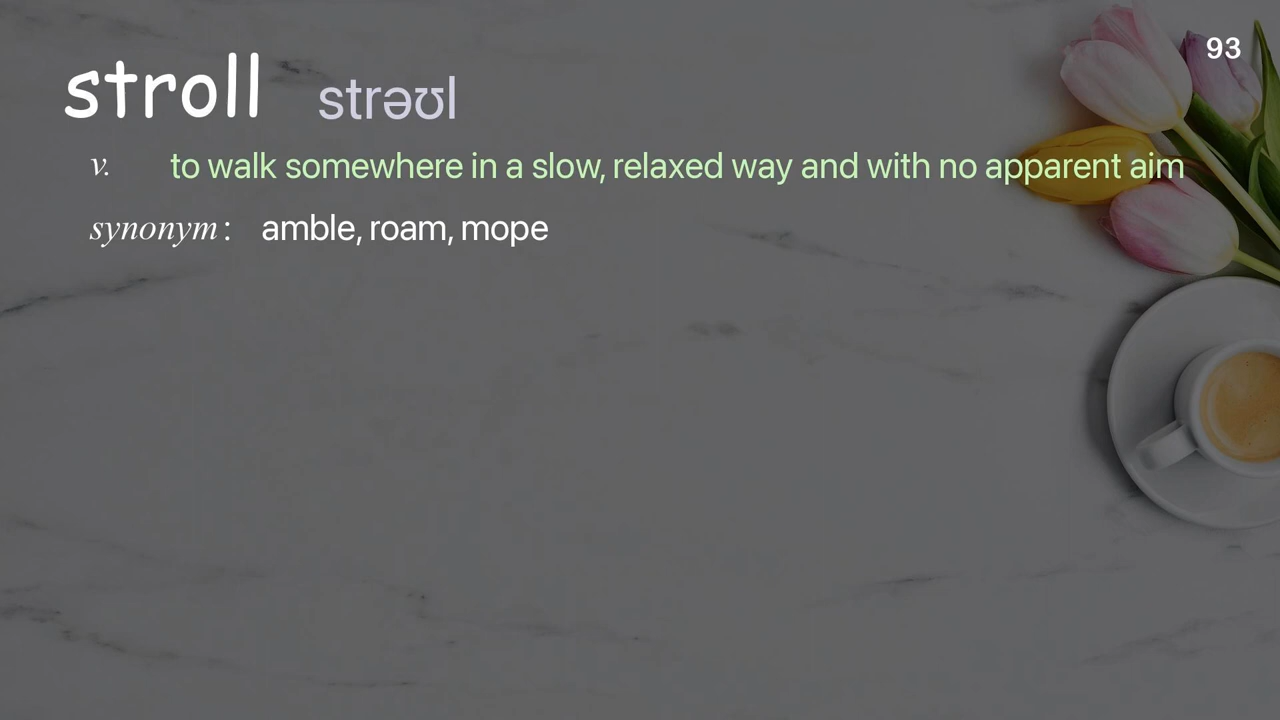 93
stroll strəʊl
v. to walk somewhere in a slow, relaxed way and with no apparent aim
synonym : amble, roam, mope